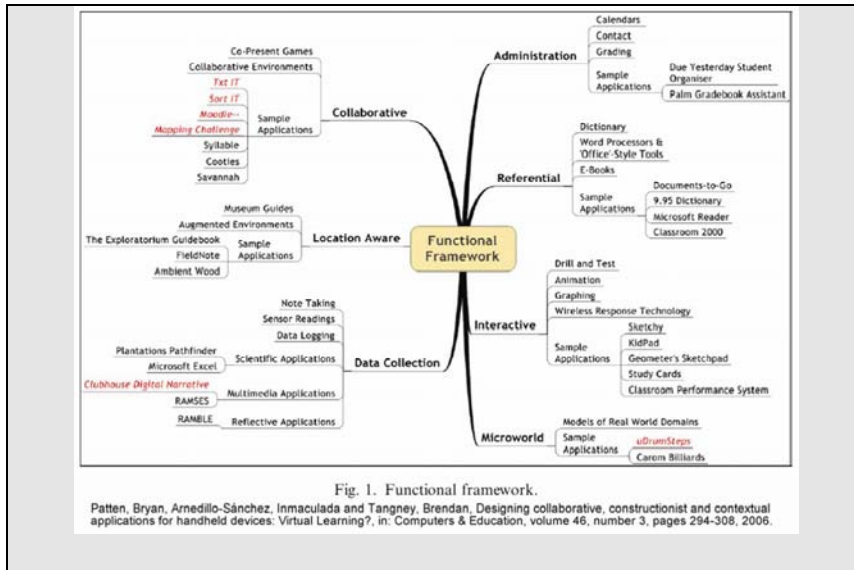 Co-Present Games
Collaborative Environments
Txt IT
Sort IT
Moodle--
Mapping Challenge
Syllable
Cooties
Savannah
Sample
Applications
Collaborative
Museum Guides
Augmented Environments
The Exploratorium Guidebook
FieldNote
Ambient Wood
Sample
Applications
Location Aware
Note Taking
Sensor Readings
Data Logging
Plantations Pathfinder
Microsoft Excel
Scientific Applications
Clubhouse Digital Narrative
RAMSES
Multimedia Applications
RAMBLE
Reflective Applications
Data Collection
Functional
Framework
Administration
Calendars
Contact
Grading
Sample
Applications
Due Yesterday Student
Organiser
Palm Gradebook Assistant
Referential
Dictionary
Word Processors &
'Office'-Style Tools
E-Books
Sample
Applications
Documents-to-Go
9.95 Dictionary
Microsoft Reader
Classroom 2000
Interactive
Drill and Test
Animation
Graphing
Wireless Response Technology
Sample
Applications
Sketchy
KidPad
Geometer's Sketchpad
Study Cards
Classroom Performance System
Microworld
Models of Real World Domains
Sample
Applications
uDrumSteps
Carom Billiards
Fig. 1. Functional framework.
Patten, Bryan, Arnedillo-Sánchez, Inmaculada and Tangney, Brendan, Designing collaborative, constructionist and contextual
applications for handheld devices: Virtual Learning?, in: Computers & Education, volume 46, number 3, pages 294-308, 2006.